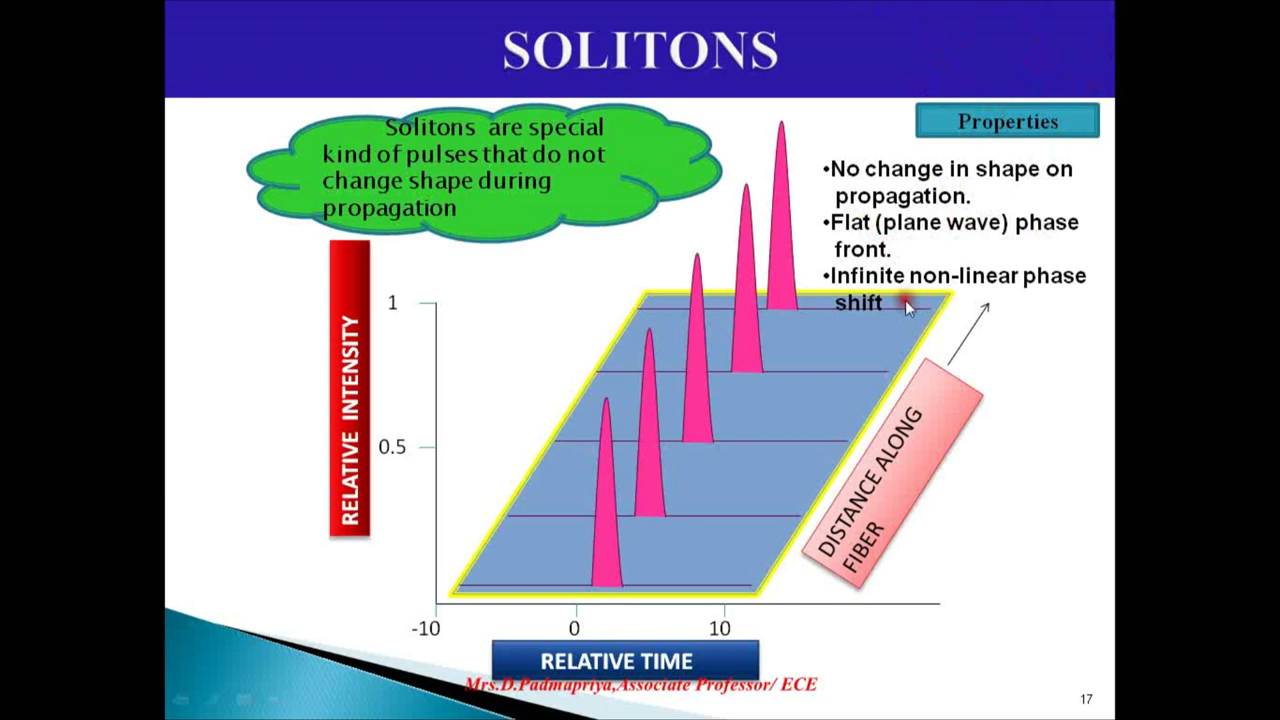 SOLITONS
Solitons are special
kind of pulses that do not
change shape during
propagation
Properties
•No change in shape on
propagation.
•Flat (plane wave) phase
front.
•Infinite non-linear phase
shift
RELATIVE INTENSITY
1
0.5
DISTANCE ALONG
FIBER
-10 0 10
RELATIVE TIME
Mrs.D.Padmapriya,Associate Professor/ ECE
17